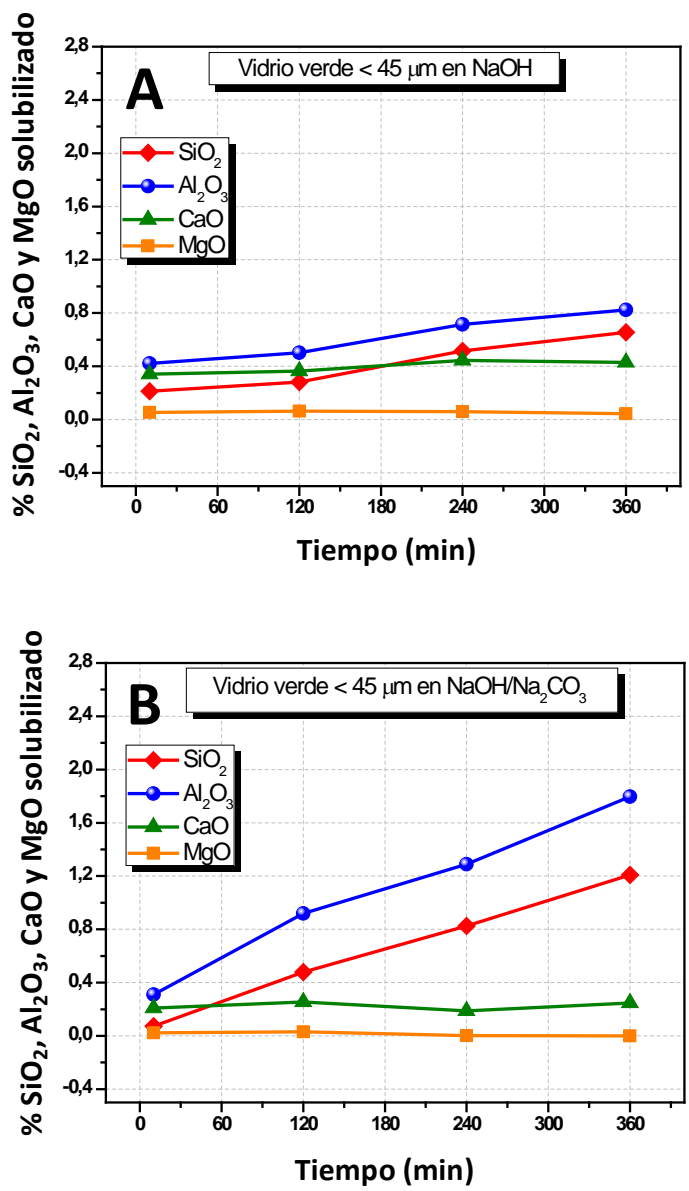 A
Vidrio verde < 45 μm en NaOH
SiO₂
Al₂O₃
CaO
MgO
% SiO₂, Al₂O₃, CaO y MgO solubilizado
2,8
2,4
2,0
1,6
1,2
0,8
0,4
0,0
-0,4
0 60 120 180 240 300 360
Tiempo (min)
B
Vidrio verde < 45 μm en NaOH/Na₂CO₃
SiO₂
Al₂O₃
CaO
MgO
% SiO₂, Al₂O₃, CaO y MgO solubilizado
2,8
2,4
2,0
1,6
1,2
0,8
0,4
0,0
-0,4
0 60 120 180 240 300 360
Tiempo (min)